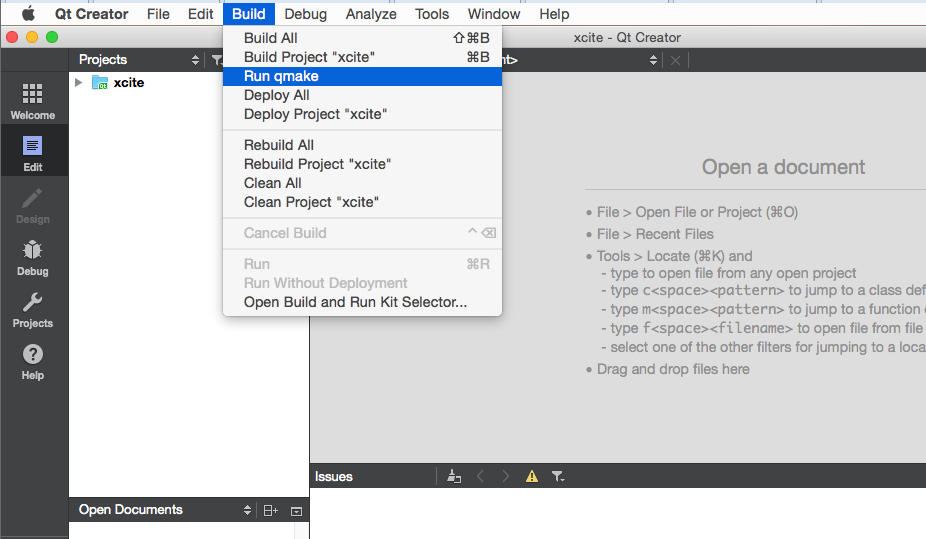 Qt Creator File Edit Build Debug Analyze Tools Window Help
xcite - Qt Creator
Projects
xcite
Welcome
Edit
Design
Debug
Projects
Help
Build All ⇧⌘B
Build Project "xcite" ⌘B
Run qmake
Deploy All
Deploy Project "xcite"
Rebuild All
Rebuild Project "xcite"
Clean All
Clean Project "xcite"
Cancel Build ^⌫
Run ⌘R
Run Without Deployment
Open Build and Run Kit Selector...
Open a document
• File > Open File or Project (⌘O)
• File > Recent Files
• Tools > Locate (⌘K) and
- type to open file from any open project
- type c<space><pattern> to jump to a class def
- type m<space><pattern> to jump to a function
- type f<space><filename> to open file from file
- select one of the other filters for jumping to a loca
• Drag and drop files here
Issues
Open Documents